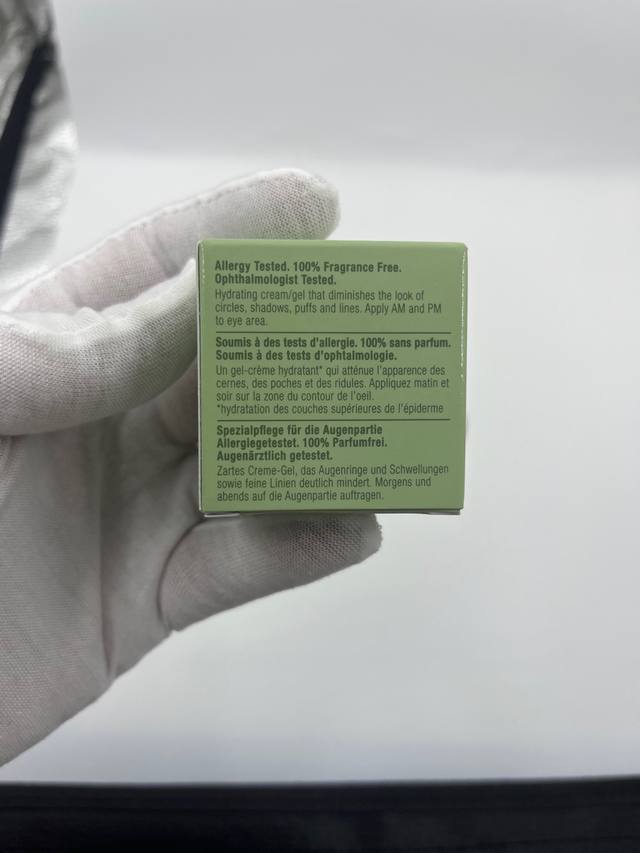 Allergy Tested. 100% Fragrance Free.
Ophthalmologist Tested.
Hydrating cream/gel that diminishes the look of
circles, shadows, puffs and lines. Apply AM and PM
to eye area.
Soumis à des tests d'allergie. 100% sans parfum.
Soumis à des tests d'ophtalmologie.
Un gel-crème hydratant* qui atténue l'apparence des
cernes, des poches et des ridules. Appliquez matin et
soir sur la zone du contour de l'oeil.
*hydratation des couches supérieures de l'épiderme
Spezialpflege für die Augenpartie
Allergiegetestet. 100% Parfumfrei.
Augenärztlich getestet.
Zartes Creme-Gel, das Augenringe und Schwellungen
sowie feine Linien deutlich mindert. Morgens und
abends auf die Augenpartie auftragen.